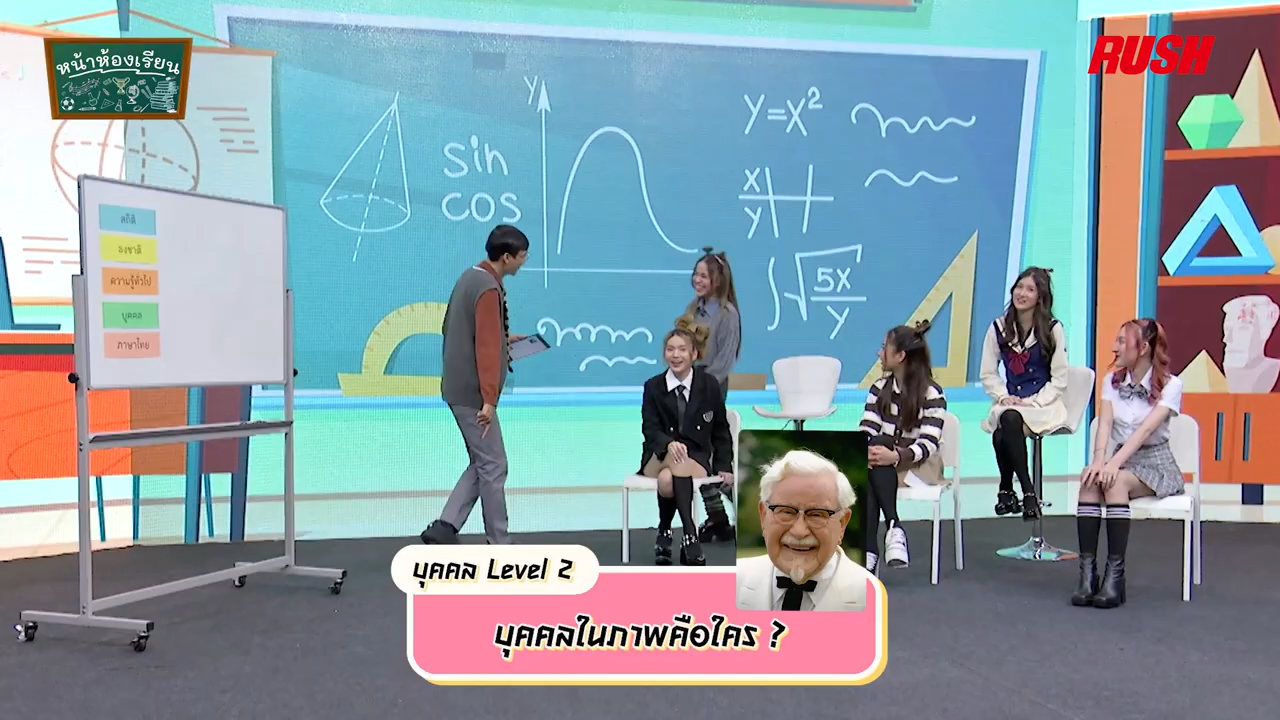 หน้าห้องเรียน
RUSH
สถิติ
ธงชาติ
ความรู้ทั่วไป
บุคคล
ภาษาไทย
sin
cos
y
y=x²
x
y
∫√5x/y
บุคคล Level 2
บุคคลในภาพคือใคร ?